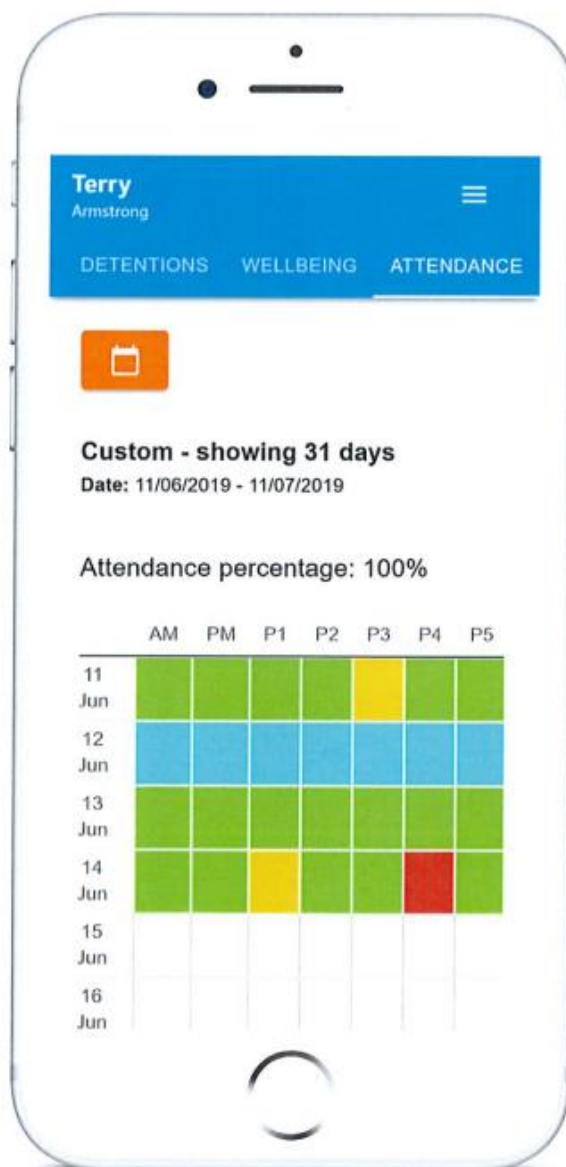 Terry
Armstrong
DETENTIONS WELLBEING ATTENDANCE
Custom - showing 31 days
Date: 11/06/2019 - 11/07/2019
Attendance percentage: 100%
AM PM P1 P2 P3 P4 P5
11
Jun
12
Jun
13
Jun
14
Jun
15
Jun
16
Jun